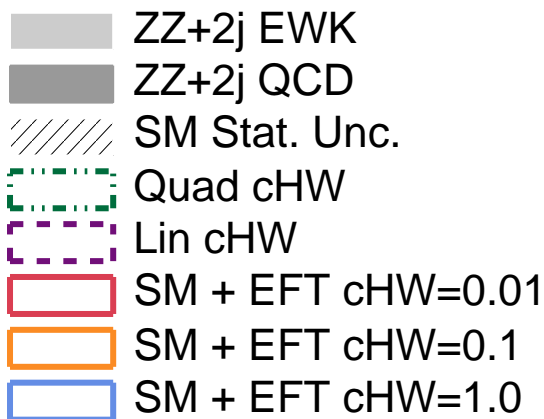 ZZ+2j EWK
ZZ+2j QCD
SM Stat. Unc.
Quad cHW
Lin cHW
SM + EFT cHW=0.01
SM + EFT cHW=0.1
SM + EFT cHW=1.0